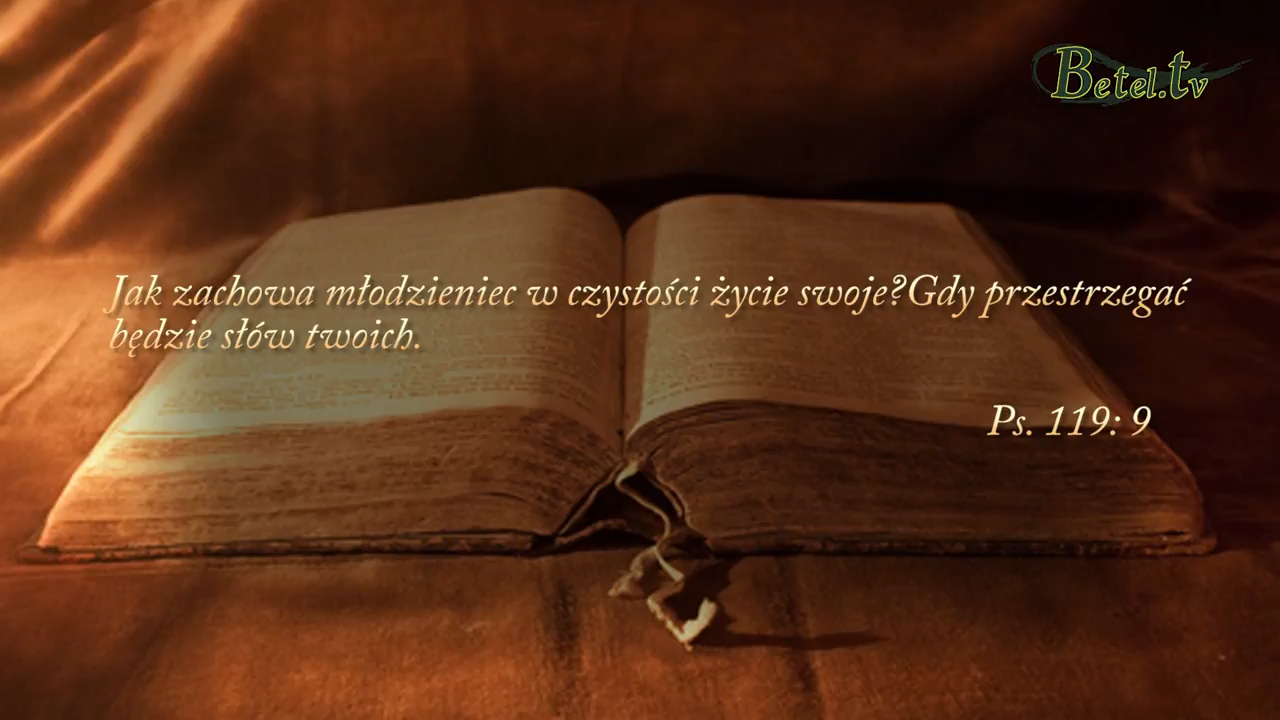 Betel.tv
Jak zachowa młodzieniec w czystości życie swoje?Gdy przestrzegać
będzie słów twoich.
Ps. 119: 9